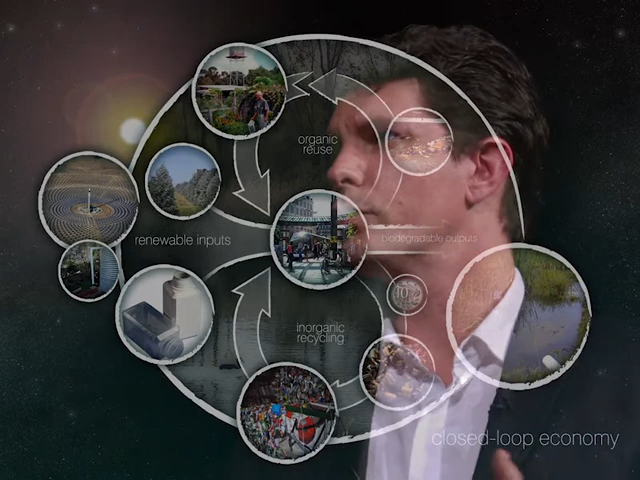 organic
reuse
renewable inputs
biodegradable outputs
inorganic
recycling
closed-loop economy